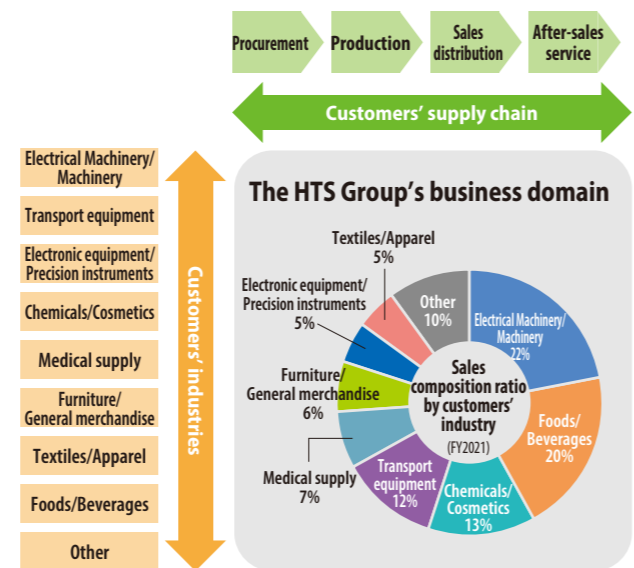 Procurement
Production
Sales
distribution
After-sales
service
Customers' supply chain
Electrical Machinery/
Machinery
Transport equipment
Electronic equipment/
Precision instruments
Chemicals/Cosmetics
Medical supply
Furniture/
General merchandise
Textiles/Apparel
Foods/Beverages
Other
Customers' industries
The HTS Group's business domain
Textiles/Apparel
5%
Electronic equipment/
Precision instruments
5%
Furniture/
General merchandise
6%
Medical supply
7%
Other
10%
Electrical Machinery/
Machinery
22%
Foods/
Beverages
20%
Chemicals/
Cosmetics
13%
Transport
equipment
12%
Sales
composition ratio
by customers'
industry
(FY2021)